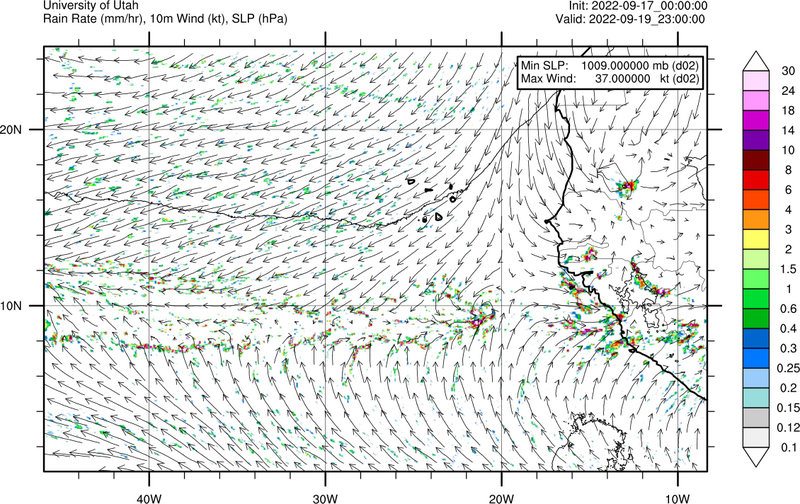 University of Utah
Init: 2022-09-17_00:00:00
Rain Rate (mm/hr), 10m Wind (kt), SLP (hPa)
Valid: 2022-09-19_23:00:00
Min SLP: 1009.000000 mb (d02)
Max Wind: 37.000000 kt (d02)
20N
10N
40W
30W
20W
10W
30
24
18
14
10
8
6
4
3
2
1.5
1
0.6
0.4
0.3
0.25
0.2
0.15
0.12
0.1